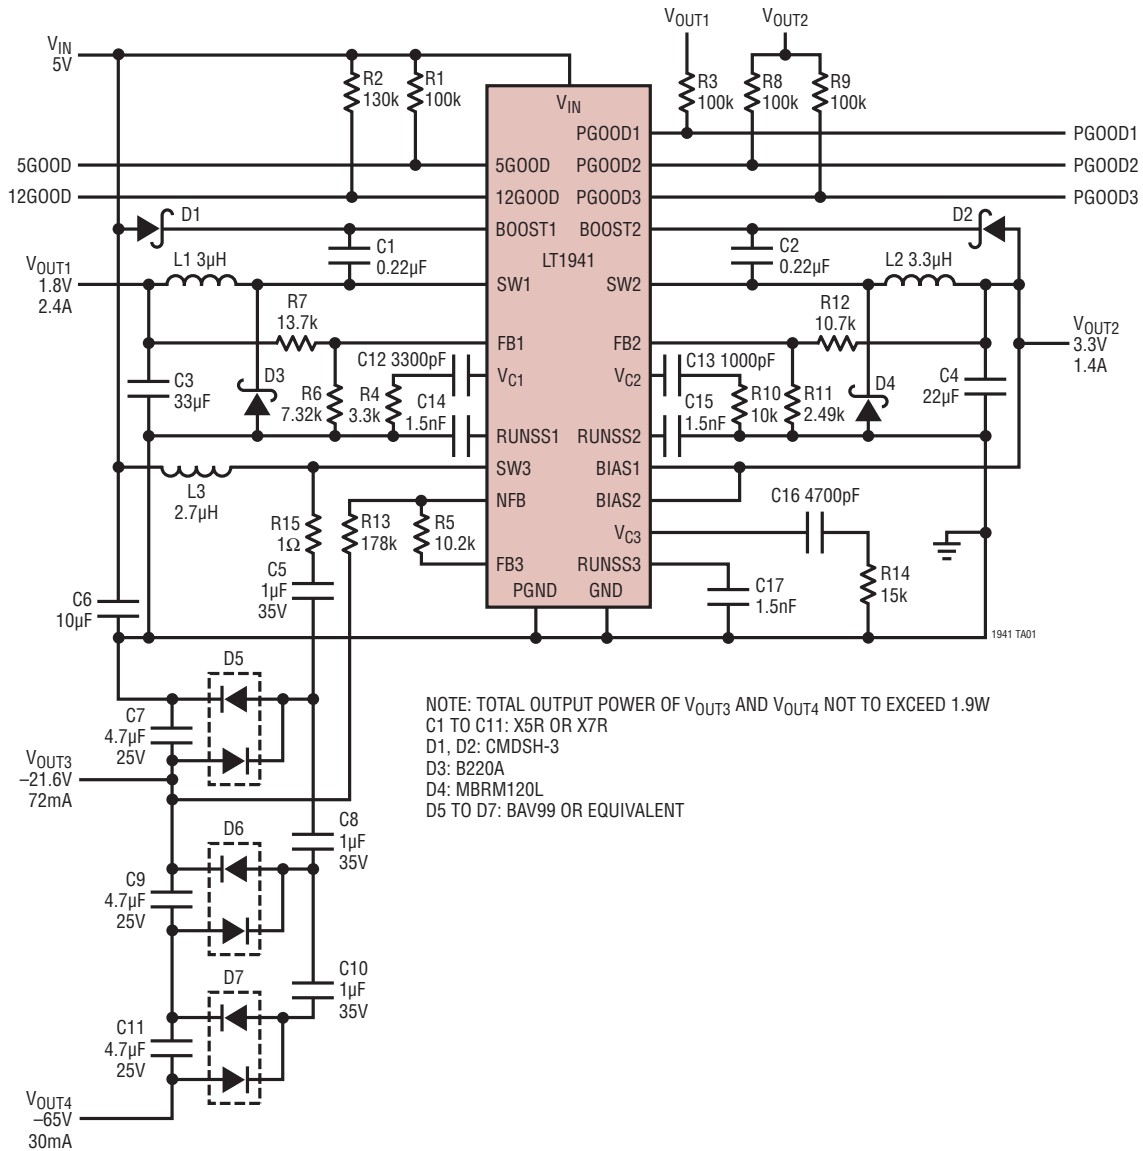 VOUT1
VOUT2
VIN
5V
R2
130k
R1
100k
R3
100k
R8
100k
R9
100k
VIN
PGOOD1
PGOOD1
5GOOD
5GOOD
PGOOD2
PGOOD2
12GOOD
12GOOD
PGOOD3
PGOOD3
D1
BOOST1
BOOST2
D2
C1
0.22µF
LT1941
C2
0.22µF
VOUT1
1.8V
2.4A
L1 3µH
SW1
SW2
L2 3.3µH
R7
13.7k
R12
10.7k
FB1
FB2
VOUT2
3.3V
1.4A
C12 3300pF
VC1
VC2
C13 1000pF
C3
33µF
D3
R6
7.32k
R4
3.3k
C14
1.5nF
C15
1.5nF
R10
10k
R11
2.49k
D4
C4
22µF
RUNSS1
RUNSS2
L3
2.7µH
SW3
BIAS1
NFB
BIAS2
C16 4700pF
R15
1Ω
R13
178k
R5
10.2k
VC3
C5
1µF
35V
FB3
RUNSS3
R14
15k
C6
10µF
PGND
GND
C17
1.5nF
1941 TA01
D5
C7
4.7µF
25V
VOUT3
–21.6V
72mA
NOTE: TOTAL OUTPUT POWER OF VOUT3 AND VOUT4 NOT TO EXCEED 1.9W
C1 TO C11: X5R OR X7R
D1, D2: CMDSH-3
D3: B220A
D4: MBRM120L
D5 TO D7: BAV99 OR EQUIVALENT
D6
C8
1µF
35V
C9
4.7µF
25V
D7
C10
1µF
35V
C11
4.7µF
25V
VOUT4
–65V
30mA